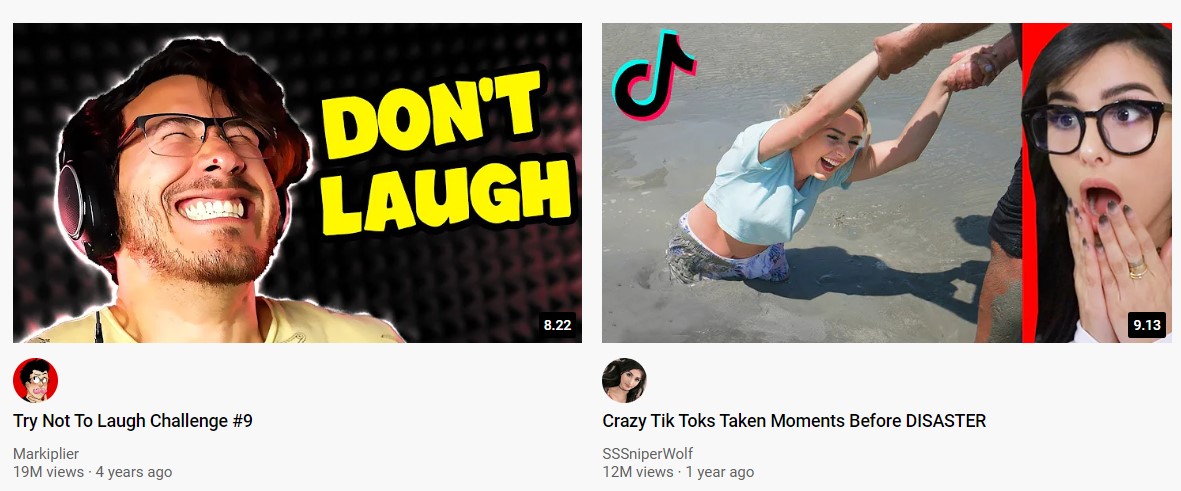 DON'T
LAUGH
8.22
Try Not To Laugh Challenge #9
Markiplier
19M views · 4 years ago
9.13
Crazy Tik Toks Taken Moments Before DISASTER
SSSniperWolf
12M views · 1 year ago